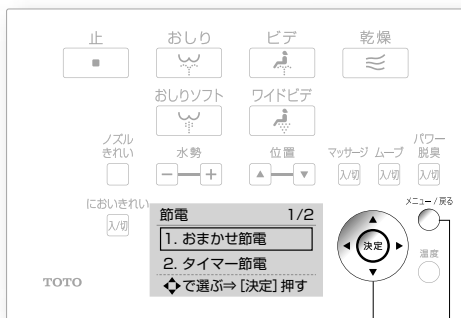 止 おしり ビデ 乾燥
おしりソフト ワイドビデ
ノズル
きれい
水勢 位置 マッサージ ムーブ
パワー
脱臭
入/切 入/切 入/切
においきれい
入/切
メニュー / 戻る
節電 1/2
1. おまかせ節電
2. タイマー節電
で選ぶ⇒ [決定] 押す
決定
温度
TOTO